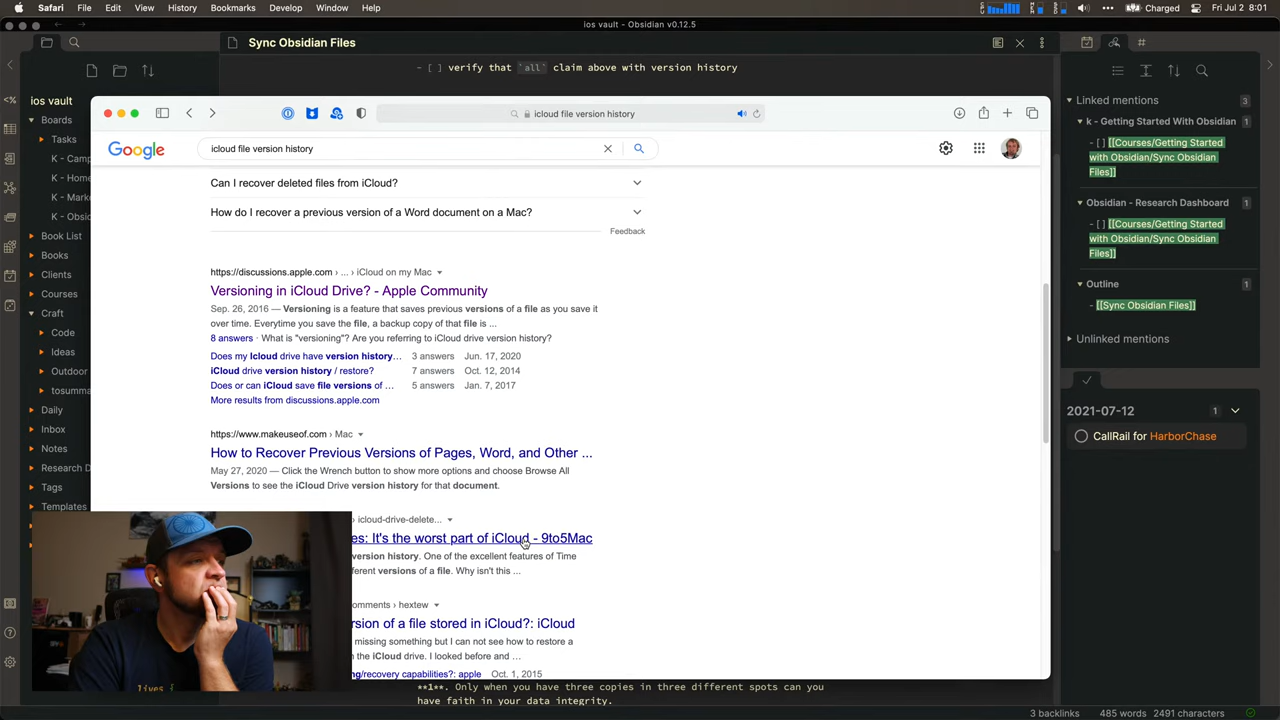 Safari File Edit View History Bookmarks Develop Window Help
Charged Fri Jul 2 8:01
ios vault - Obsidian v0.12.5
Sync Obsidian Files
- [ ] verify that `all` claim above with version history
ios vault
Boards
Tasks
K - Camp
K - Home
K - Mark
K - Obsid
Book List
Books
Clients
Courses
Craft
Code
Ideas
Outdoor
tosumma
Daily
Inbox
Notes
Research D
Tags
Templates
icloud file version history
Google
icloud file version history
Can I recover deleted files from iCloud?
How do I recover a previous version of a Word document on a Mac?
Feedback
https://discussions.apple.com › ... › iCloud on my Mac
Versioning in iCloud Drive? - Apple Community
Sep. 26, 2016 — Versioning is a feature that saves previous versions of a file as you save it
over time. Everytime you save the file, a backup copy of that file is ...
8 answers · What is "versioning"? Are you referring to iCloud drive version history?
Does my Icloud drive have version history... 3 answers Jun. 17, 2020
iCloud drive version history / restore? 7 answers Oct. 12, 2014
Does or can iCloud save file versions of ... 5 answers Jan. 7, 2017
More results from discussions.apple.com
https://www.makeuseof.com › Mac
How to Recover Previous Versions of Pages, Word, and Other ...
May 27, 2020 — Click the Wrench button to show more options and choose Browse All
Versions to see the iCloud Drive version history for that document.
› icloud-drive-delete...
es: It's the worst part of iCloud - 9to5Mac
version history. One of the excellent features of Time
ferent versions of a file. Why isn't this ...
omments › hextew
rsion of a file stored in iCloud?: iCloud
missing something but I can not see how to restore a
n the iCloud drive. I looked before and ...
ng/recovery capabilities?: apple Oct. 1, 2015
**1**. Only when you have three copies in three different spots can you
have faith in your data integrity.
lives {
Linked mentions 3
k - Getting Started With Obsidian 1
- [ ] [[Courses/Getting Started
with Obsidian/Sync Obsidian
Files]]
Obsidian - Research Dashboard 1
- [ ] [[Courses/Getting Started
with Obsidian/Sync Obsidian
Files]]
Outline 1
- [[Sync Obsidian Files]]
Unlinked mentions
2021-07-12 1
CallRail for HarborChase
3 backlinks 485 words 2491 characters